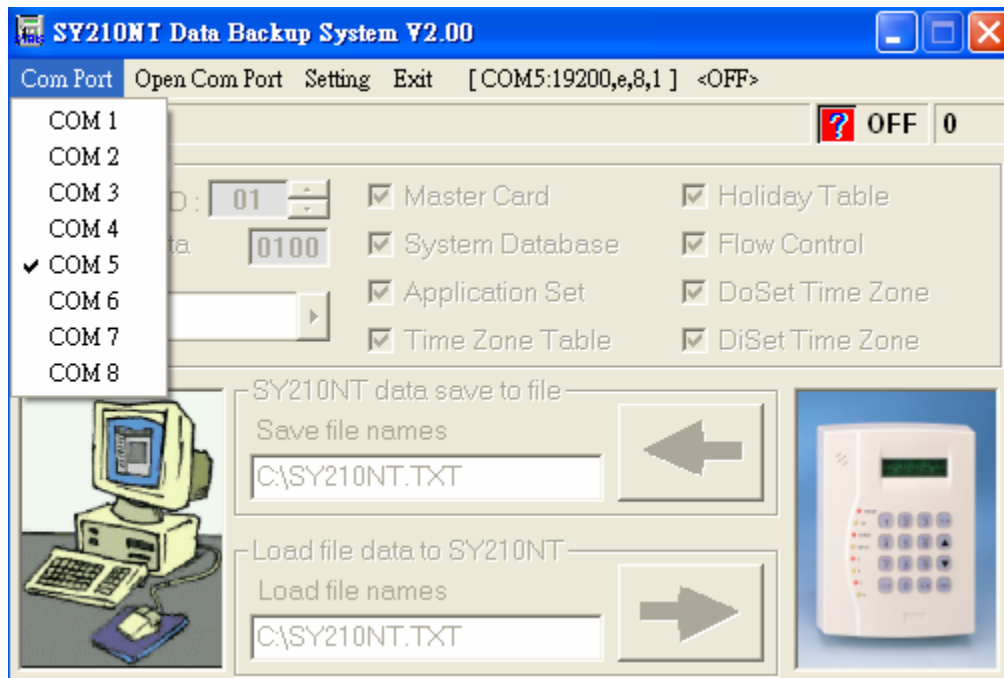 SY210NT Data Backup System V2.00
Com Port Open Com Port Setting Exit [ COM5:19200,e,8,1 ] <OFF>
COM 1
COM 2
COM 3
COM 4
COM 5
COM 6
COM 7
COM 8
? OFF 0
D : 01
ta 0100
Master Card
System Database
Application Set
Time Zone Table
Holiday Table
Flow Control
DoSet Time Zone
DiSet Time Zone
SY210NT data save to file
Save file names
C:\SY210NT.TXT
Load file data to SY210NT
Load file names
C:\SY210NT.TXT